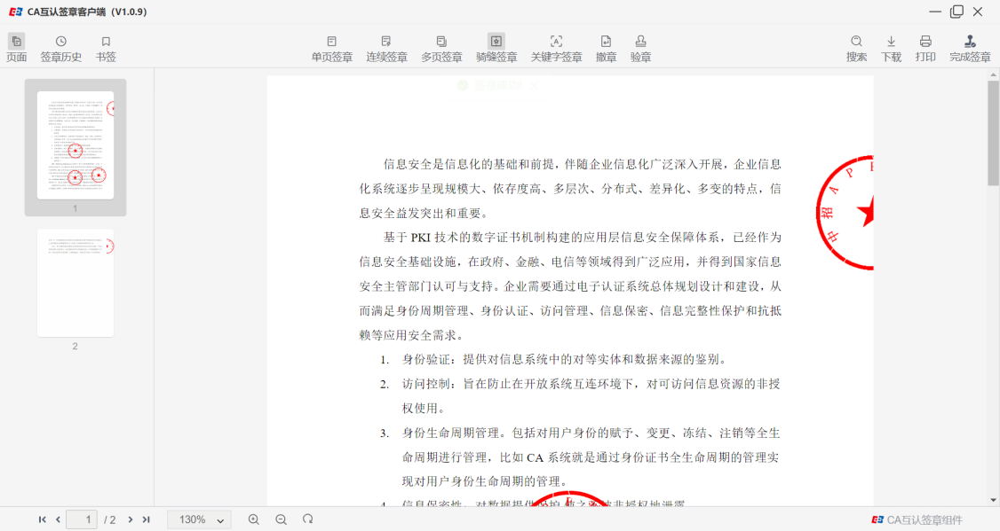 CA互认签章客户端（V1.0.9）
页面 签章历史 书签 单页签章 连续签章 多页签章 骑缝签章 关键字签章 撤章 验章 搜索 下载 打印 完成签章
信息安全是信息化的基础和前提，伴随企业信息化广泛深入开展，企业信息
化系统逐步呈现规模大、依存度高、多层次、分布式、差异化、多变的特点，信
息安全益发突出和重要。
基于 PKI 技术的数字证书机制构建的应用层信息安全保障体系，已经作为
信息安全基础设施，在政府、金融、电信等领域得到广泛应用，并得到国家信息
安全主管部门认可与支持。企业需要通过电子认证系统总体规划设计和建设，从
而满足身份周期管理、身份认证、访问管理、信息保密、信息完整性保护和抗抵
赖等应用安全需求。
1. 身份验证：提供对信息系统中的对等实体和数据来源的鉴别。
2. 访问控制：旨在防止在开放系统互连环境下，对可访问信息资源的非授
权使用。
3. 身份生命周期管理。包括对用户身份的赋予、变更、冻结、注销等全生
命周期进行管理，比如 CA 系统就是通过身份证书全生命周期的管理实
现对用户身份生命周期的管理。
4. 信息保密性：对数据提供保护，使之不被非授权地泄露
中招 A P
1
2
1 / 2 130%
CA互认签章组件